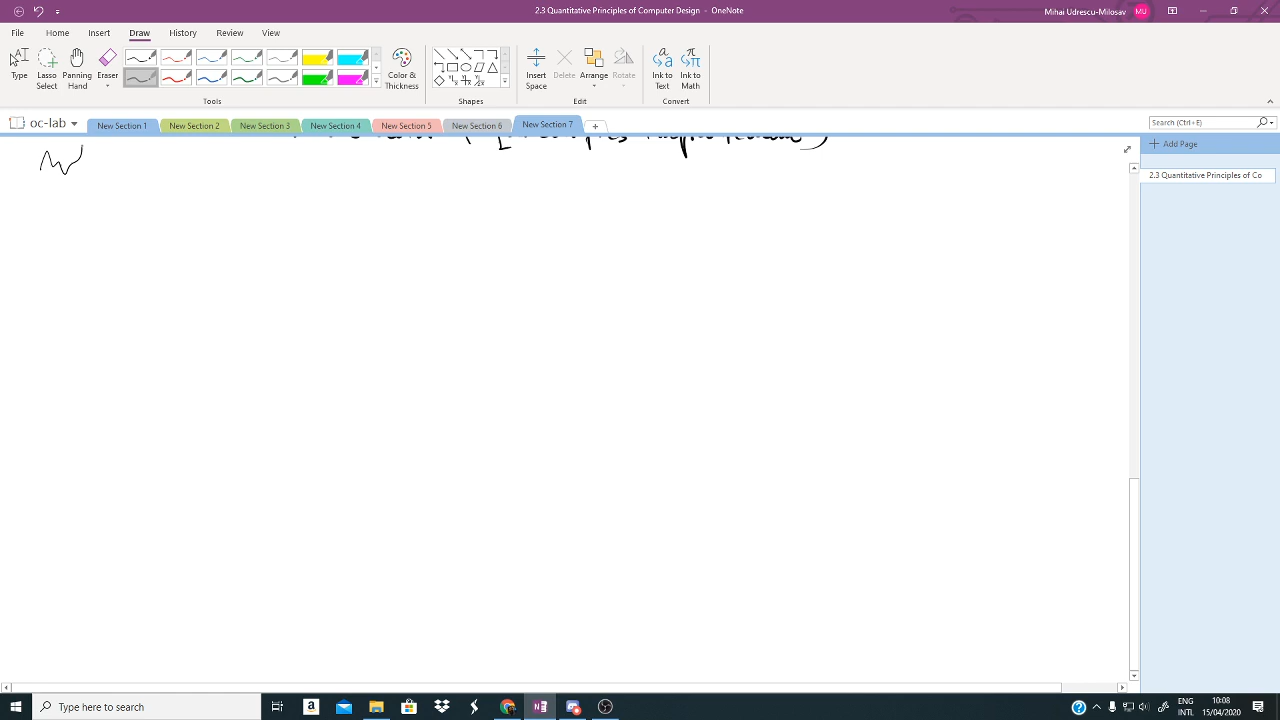 2.3 Quantitative Principles of Computer Design - OneNote
Mihai Udrescu-Milosav MU
File Home Insert Draw History Review View
Type Lasso Select Panning Hand Eraser Color & Thickness Insert Space Delete Arrange Rotate Ink to Text Ink to Math
Tools Shapes Edit Convert
oc-lab New Section 1 New Section 2 New Section 3 New Section 4 New Section 5 New Section 6 New Section 7 Search (Ctrl+E)
Add Page
2.3 Quantitative Principles of Co
Type here to search
ENG 10:08
INTL 15/04/2020